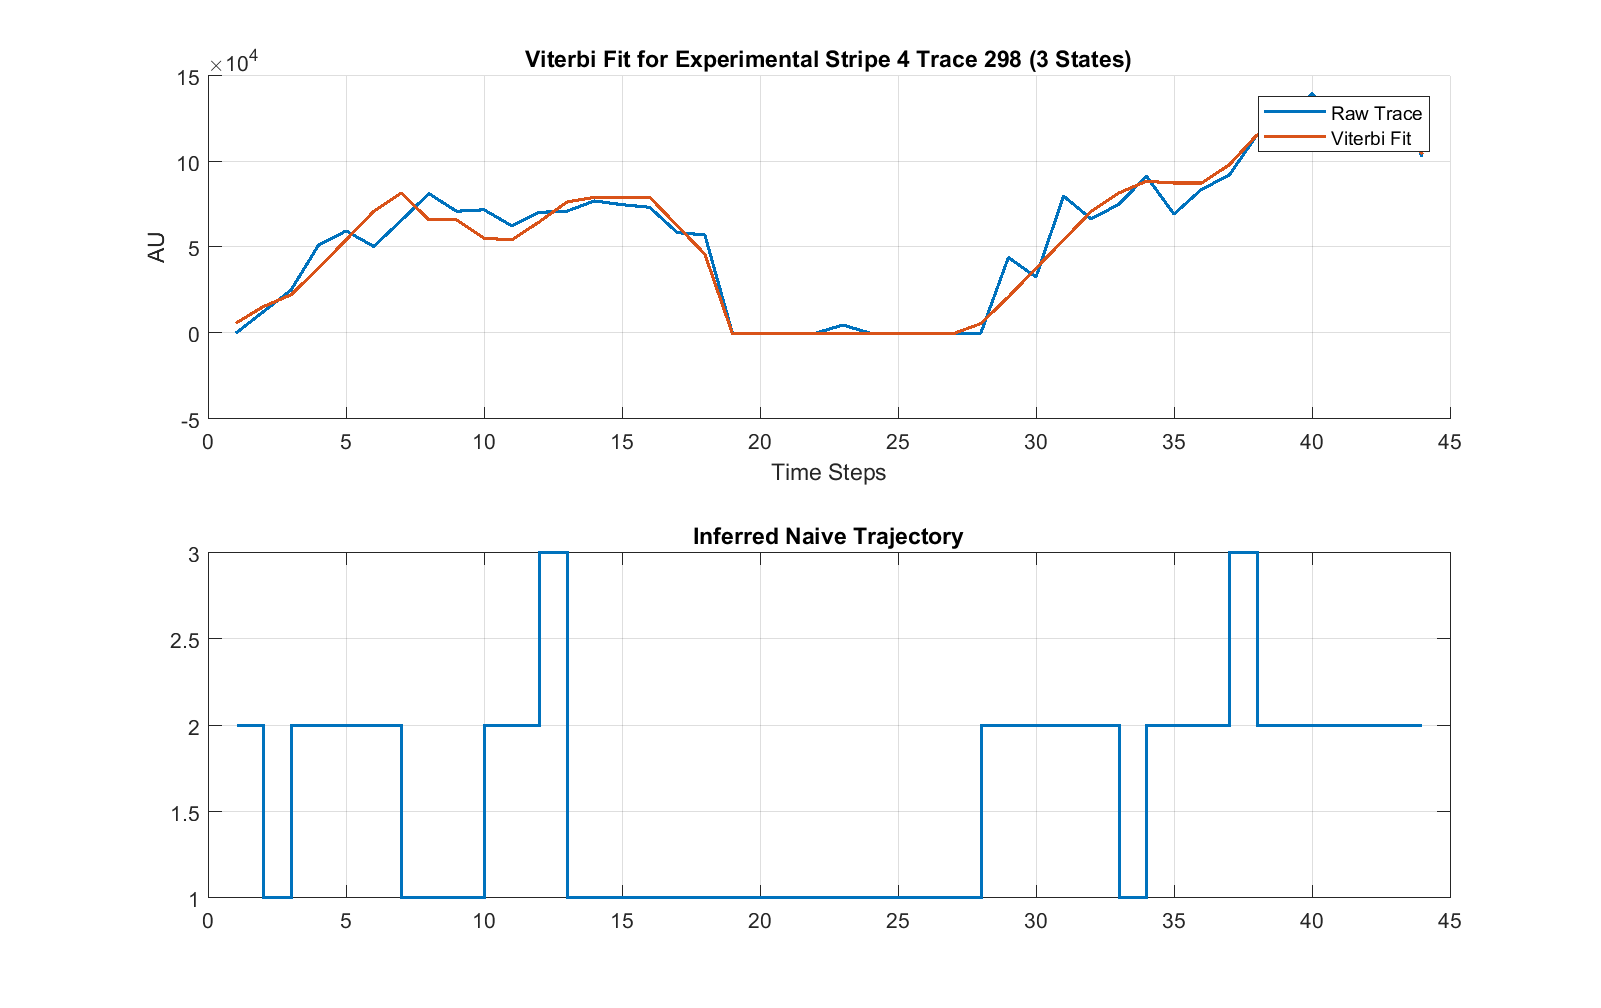 Viterbi Fit for Experimental Stripe 4 Trace 298 (3 States)
×10^4
15
10
5
0
-5
AU
Raw Trace
Viterbi Fit
0 5 10 15 20 25 30 35 40 45
Time Steps
Inferred Naive Trajectory
3
2.5
2
1.5
1
0 5 10 15 20 25 30 35 40 45